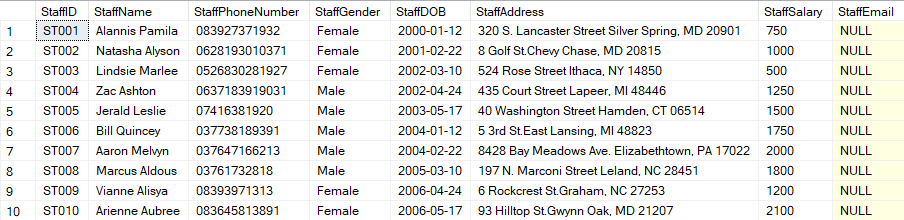 StaffID StaffName StaffPhoneNumber StaffGender StaffDOB StaffAddress StaffSalary StaffEmail
1 ST001 Alannis Pamila 083927371932 Female 2000-01-12 320 S. Lancaster Street Silver Spring, MD 20901 750 NULL
2 ST002 Natasha Alyson 0628193010371 Female 2001-02-22 8 Golf St.Chevy Chase, MD 20815 1000 NULL
3 ST003 Lindsie Marlee 0526830281927 Female 2002-03-10 524 Rose Street Ithaca, NY 14850 500 NULL
4 ST004 Zac Ashton 0637183919031 Male 2002-04-24 435 Court Street Lapeer, MI 48446 1250 NULL
5 ST005 Jerald Leslie 07416381920 Male 2003-05-17 40 Washington Street Hamden, CT 06514 1500 NULL
6 ST006 Bill Quincey 037738189391 Male 2004-01-12 5 3rd St.East Lansing, MI 48823 1750 NULL
7 ST007 Aaron Melvyn 037647166213 Male 2004-02-22 8428 Bay Meadows Ave. Elizabethtown, PA 17022 2000 NULL
8 ST008 Marcus Aldous 03761732818 Male 2005-03-10 197 N. Marconi Street Leland, NC 28451 1800 NULL
9 ST009 Vianne Alisya 08393971313 Female 2006-04-24 6 Rockcrest St.Graham, NC 27253 1200 NULL
10 ST010 Arienne Aubree 083645813891 Female 2006-05-17 93 Hilltop St.Gwynn Oak, MD 21207 2100 NULL